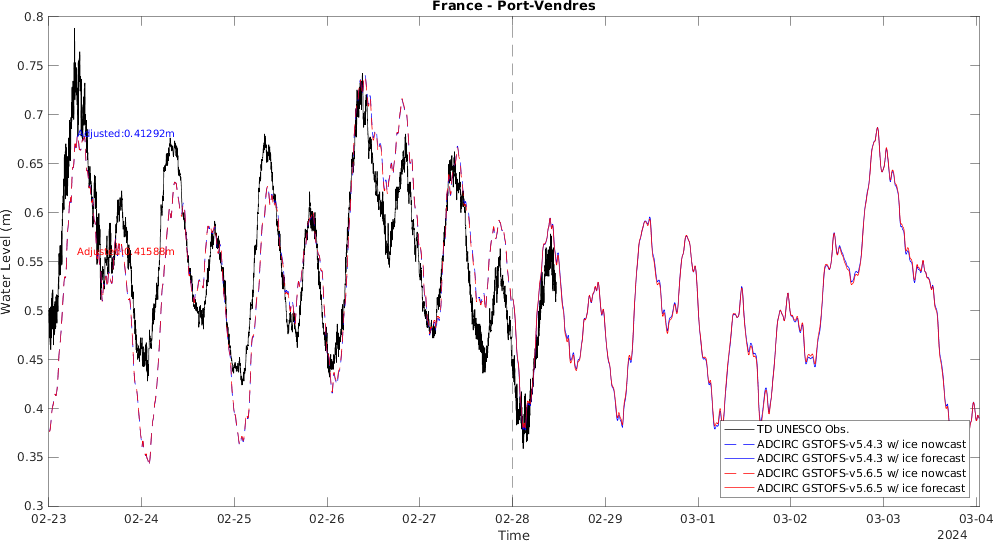 France - Port-Vendres
0.8
0.75
0.7
0.65
0.6
0.55
0.5
0.45
0.4
0.35
0.3
Water Level (m)
Adjusted:0.41292m
Adjusted:0.41588m
TD UNESCO Obs.
ADCIRC GSTOFS-v5.4.3 w/ ice nowcast
ADCIRC GSTOFS-v5.4.3 w/ ice forecast
ADCIRC GSTOFS-v5.6.5 w/ ice nowcast
ADCIRC GSTOFS-v5.6.5 w/ ice forecast
02-23 02-24 02-25 02-26 02-27 02-28 02-29 03-01 03-02 03-03 03-04
Time
2024